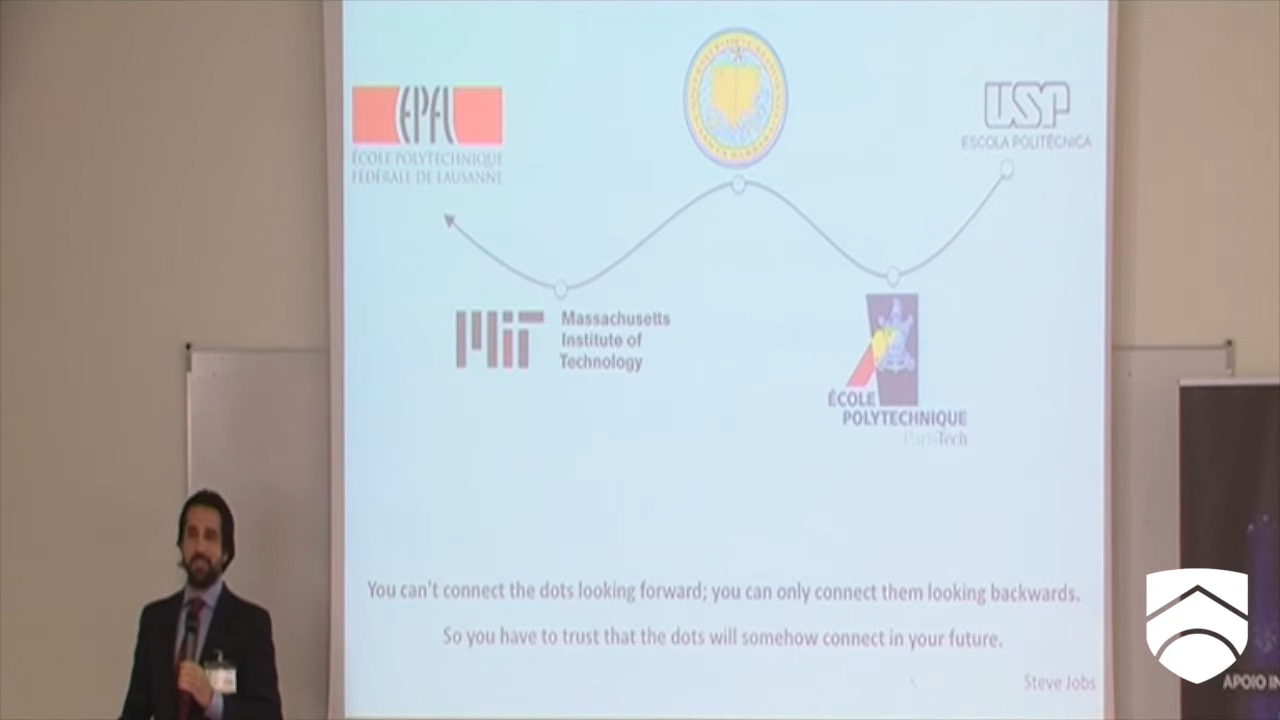 EPFL
ÉCOLE POLYTECHNIQUE
FÉDÉRALE DE LAUSANNE
USP
ESCOLA POLITÉCNICA
Massachusetts
Institute of
Technology
ÉCOLE
POLYTECHNIQUE
ParisTech
You can't connect the dots looking forward; you can only connect them looking backwards.
So you have to trust that the dots will somehow connect in your future.
Steve Jobs
APOIO IN